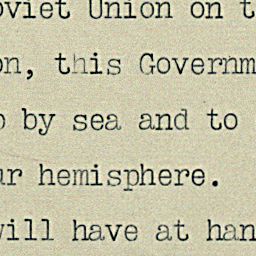 oviet Union on t
on, this Governm
by sea and to
ur hemisphere.
will have at han